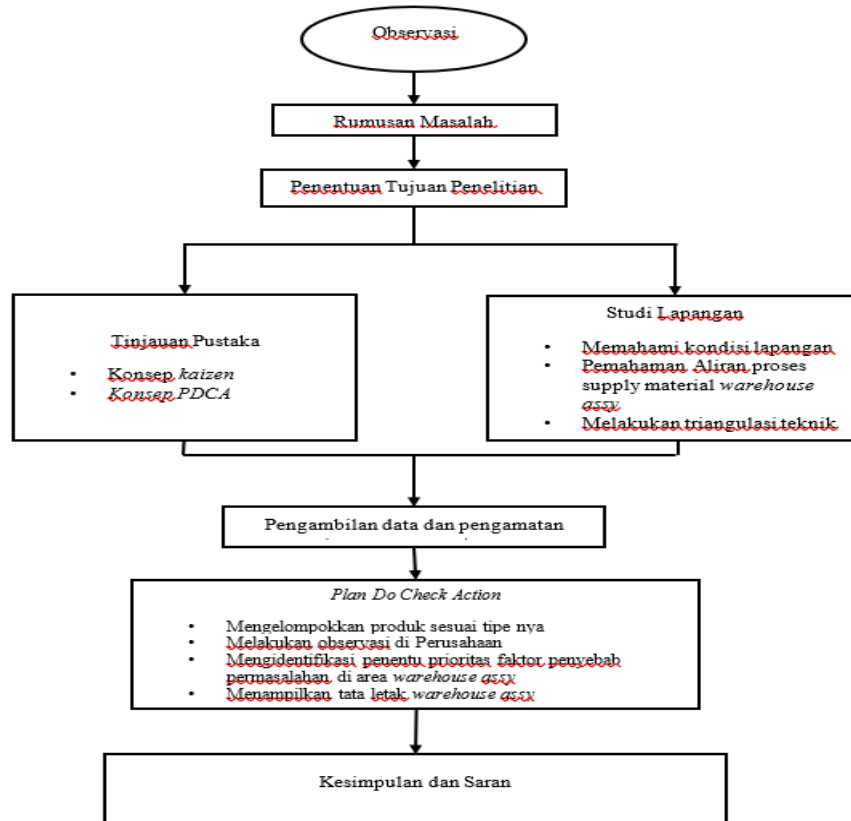 Observasi
Rumusan Masalah
Penentuan Tujuan Penelitian
Tinjauan Pustaka
• Konsep kaizen
• Konsep PDCA
Studi Lapangan
• Memahami kondisi lapangan
• Pemahaman Aliran proses
supply material warehouse
assy
• Melakukan triangulasi teknik
Pengambilan data dan pengamatan
Plan Do Check Action
• Mengelompokkan produk sesuai tipe nya
• Melakukan observasi di Perusahaan
• Mengidentifikasi penentu prioritas faktor penyebab
permasalahan di area warehouse assy
• Menampilkan tata letak warehouse assy
Kesimpulan dan Saran